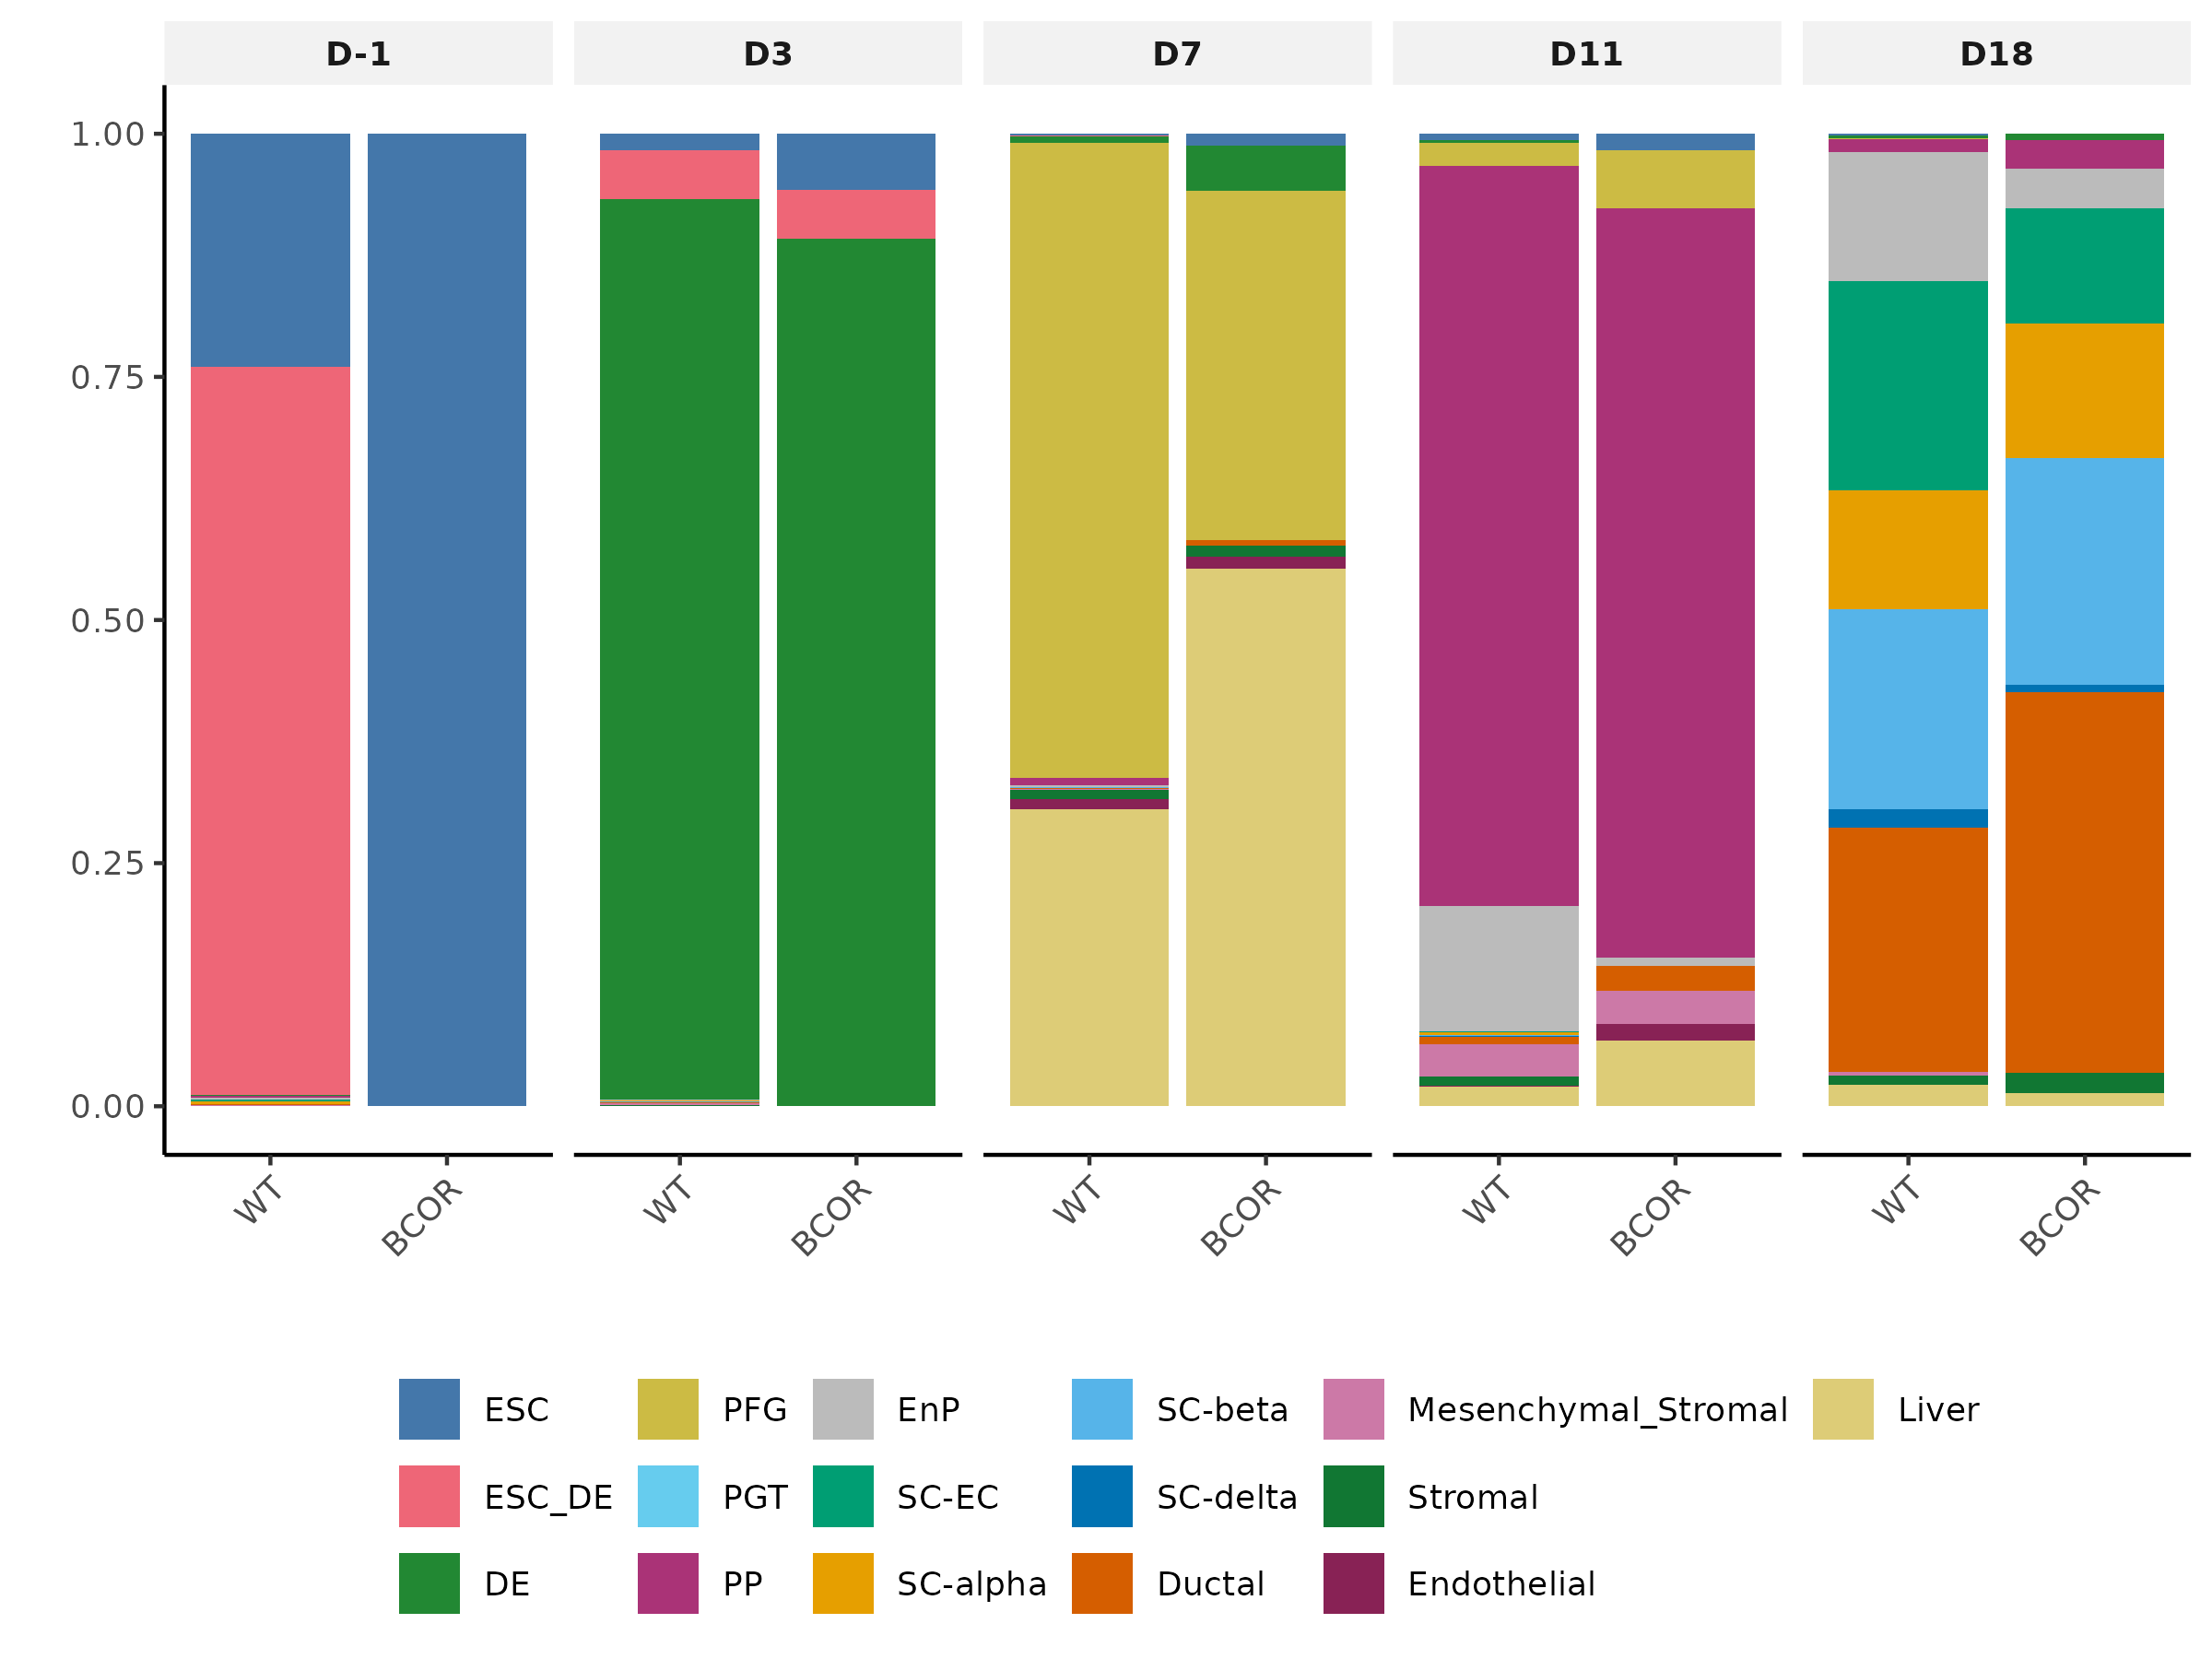 D-1 D3 D7 D11 D18
1.00
0.75
0.50
0.25
0.00
WT BCOR WT BCOR WT BCOR WT BCOR WT BCOR
ESC PFG EnP SC-beta Mesenchymal_Stromal Liver
ESC_DE PGT SC-EC SC-delta Stromal
DE PP SC-alpha Ductal Endothelial